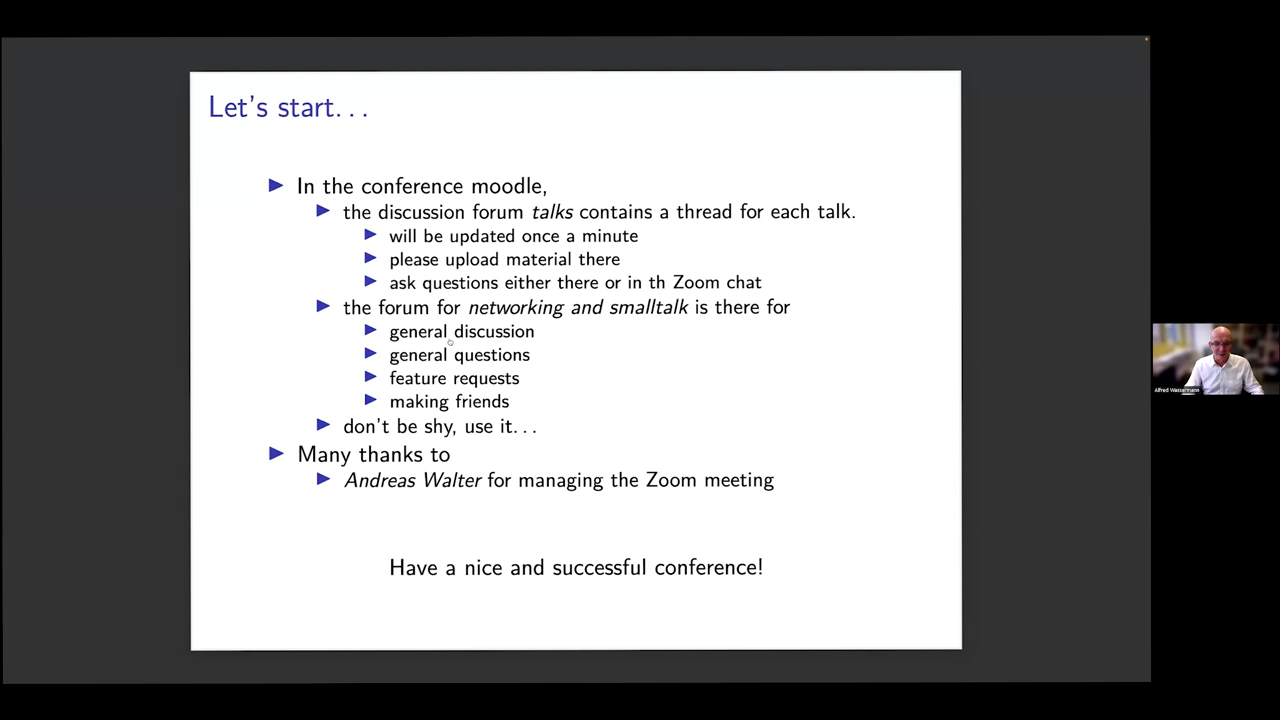 Let's start...
In the conference moodle,
the discussion forum talks contains a thread for each talk.
will be updated once a minute
please upload material there
ask questions either there or in th Zoom chat
the forum for networking and smalltalk is there for
general discussion
general questions
feature requests
making friends
don't be shy, use it...
Many thanks to
Andreas Walter for managing the Zoom meeting
Have a nice and successful conference!
Alfred Wassermann